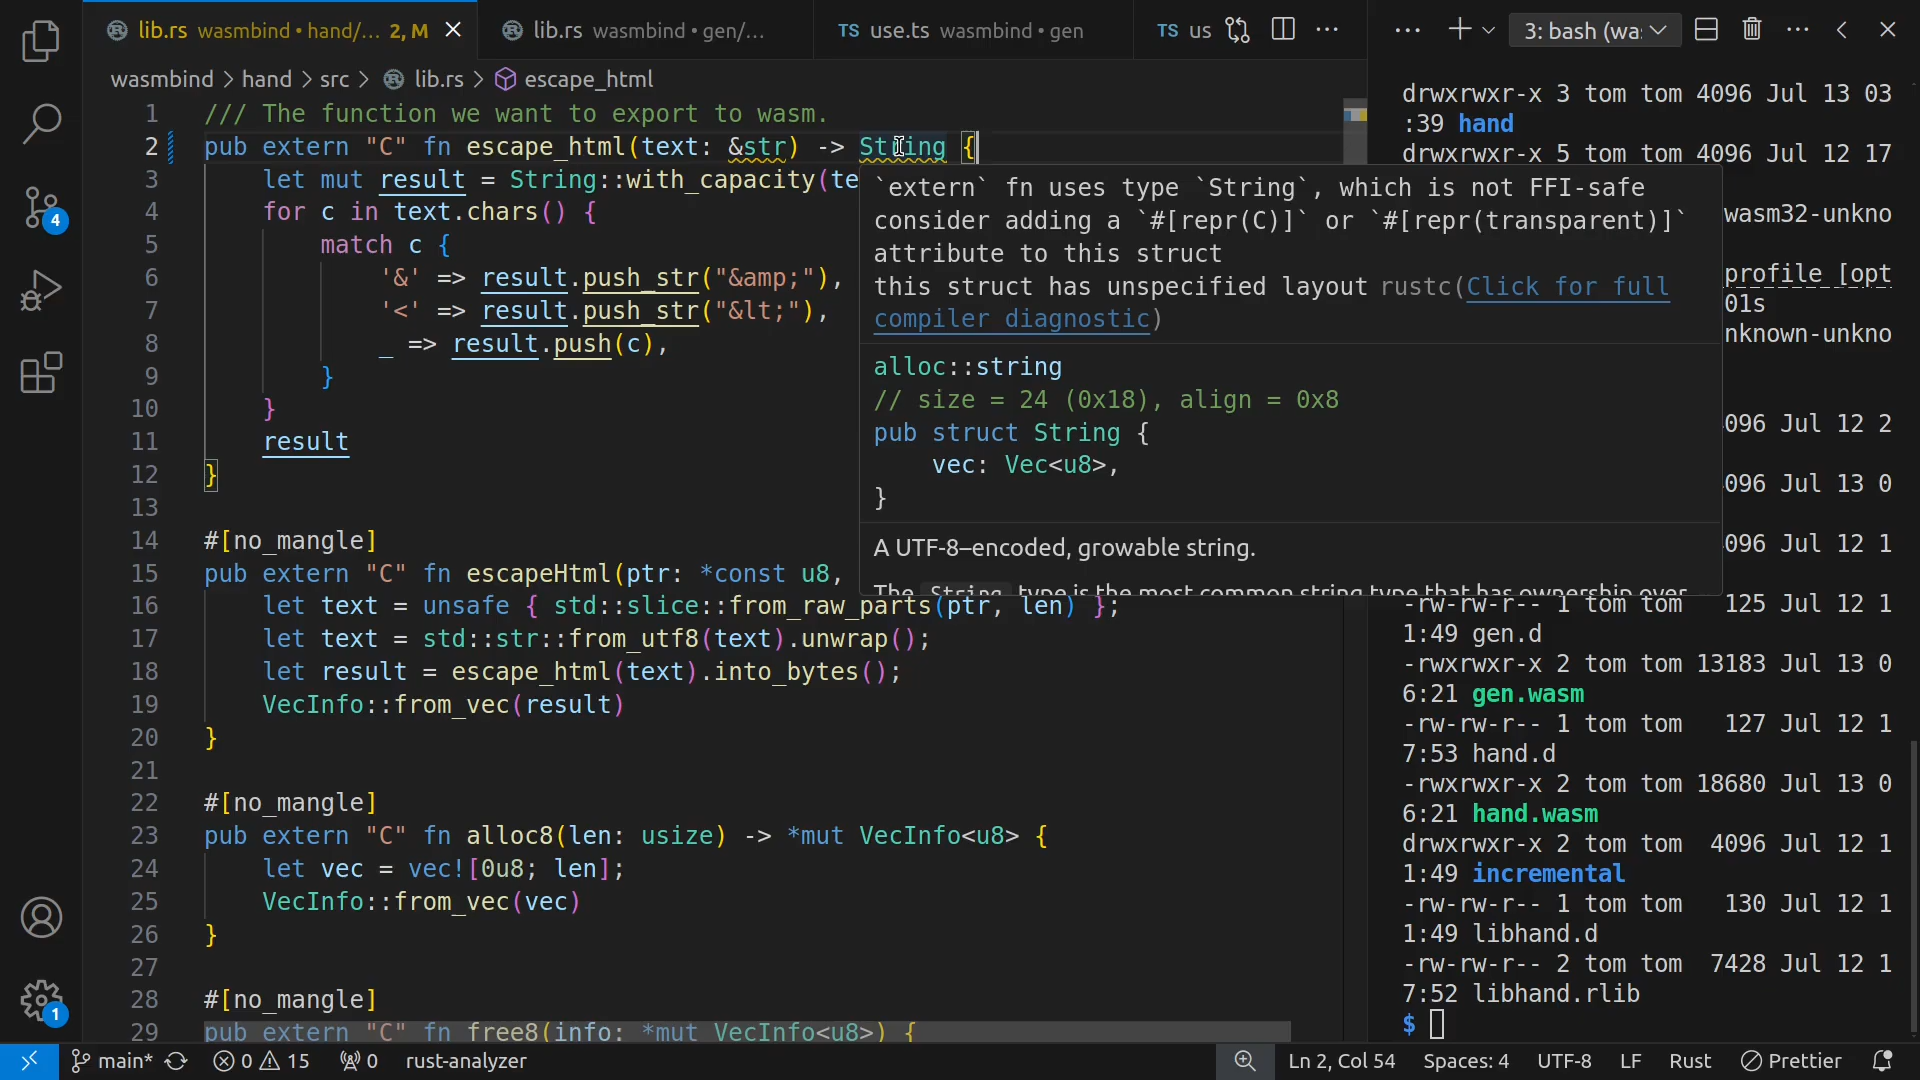 lib.rs wasmbind • hand/... 2, M
lib.rs wasmbind • gen/...
TS use.ts wasmbind • gen
TS us
3: bash (wa
wasmbind > hand > src > lib.rs > escape_html
1 /// The function we want to export to wasm.
2 pub extern "C" fn escape_html(text: &str) -> String {
3 let mut result = String::with_capacity(te
4 for c in text.chars() {
5 match c {
6 '&' => result.push_str("&amp;"),
7 '<' => result.push_str("&lt;"),
8 _ => result.push(c),
9 }
10 }
11 result
12 }
13
14 #[no_mangle]
15 pub extern "C" fn escapeHtml(ptr: *const u8,
16 let text = unsafe { std::slice::from_raw_parts(ptr, len) };
17 let text = std::str::from_utf8(text).unwrap();
18 let result = escape_html(text).into_bytes();
19 VecInfo::from_vec(result)
20 }
21
22 #[no_mangle]
23 pub extern "C" fn alloc8(len: usize) -> *mut VecInfo<u8> {
24 let vec = vec![0u8; len];
25 VecInfo::from_vec(vec)
26 }
27
28 #[no_mangle]
29 pub extern "C" fn free8(info: *mut VecInfo<u8>) {
`extern` fn uses type `String`, which is not FFI-safe
consider adding a `#[repr(C)]` or `#[repr(transparent)]`
attribute to this struct
this struct has unspecified layout rustc(Click for full
compiler diagnostic)
alloc::string
// size = 24 (0x18), align = 0x8
pub struct String {
vec: Vec<u8>,
}
A UTF-8–encoded, growable string.
The String type is the most common string type that has ownership over
drwxrwxr-x 3 tom tom 4096 Jul 13 03
:39 hand
drwxrwxr-x 5 tom tom 4096 Jul 12 17
wasm32-unkno
profile [opt
01s
nknown-unkno
096 Jul 12 2
096 Jul 13 0
096 Jul 12 1
-rw-rw-r-- 1 tom tom 125 Jul 12 1
1:49 gen.d
-rwxrwxr-x 2 tom tom 13183 Jul 13 0
6:21 gen.wasm
-rw-rw-r-- 1 tom tom 127 Jul 12 1
7:53 hand.d
-rwxrwxr-x 2 tom tom 18680 Jul 13 0
6:21 hand.wasm
drwxrwxr-x 2 tom tom 4096 Jul 12 1
1:49 incremental
-rw-rw-r-- 1 tom tom 130 Jul 12 1
1:49 libhand.d
-rw-rw-r-- 2 tom tom 7428 Jul 12 1
7:52 libhand.rlib
$
4
1
main* 0 15 0 rust-analyzer
Ln 2, Col 54 Spaces: 4 UTF-8 LF Rust Prettier